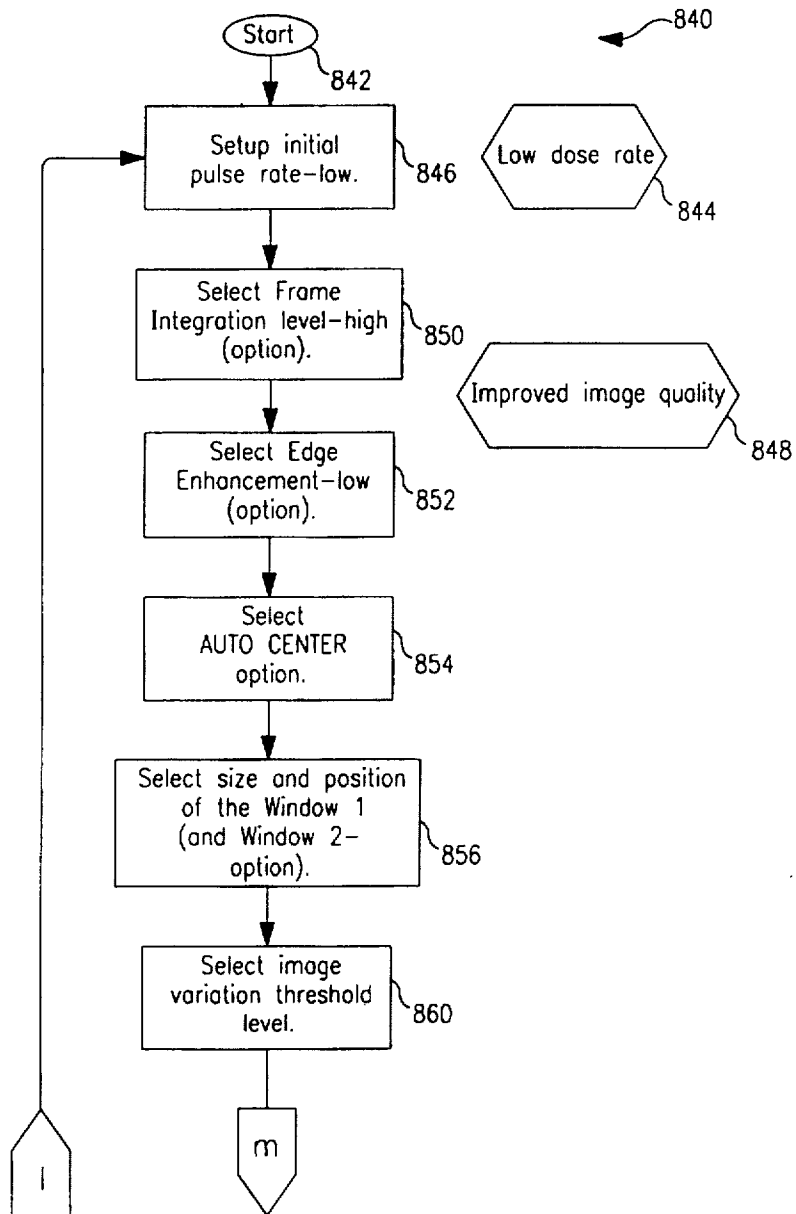 Start
840
842
Setup initial
pulse rate-low.
846
Low dose rate
844
Select Frame
Integration level-high
(option).
850
Improved image quality
848
Select Edge
Enhancement-low
(option).
852
Select
AUTO CENTER
option.
854
Select size and position
of the Window 1
(and Window 2-
option).
856
Select image
variation threshold
level.
860
m